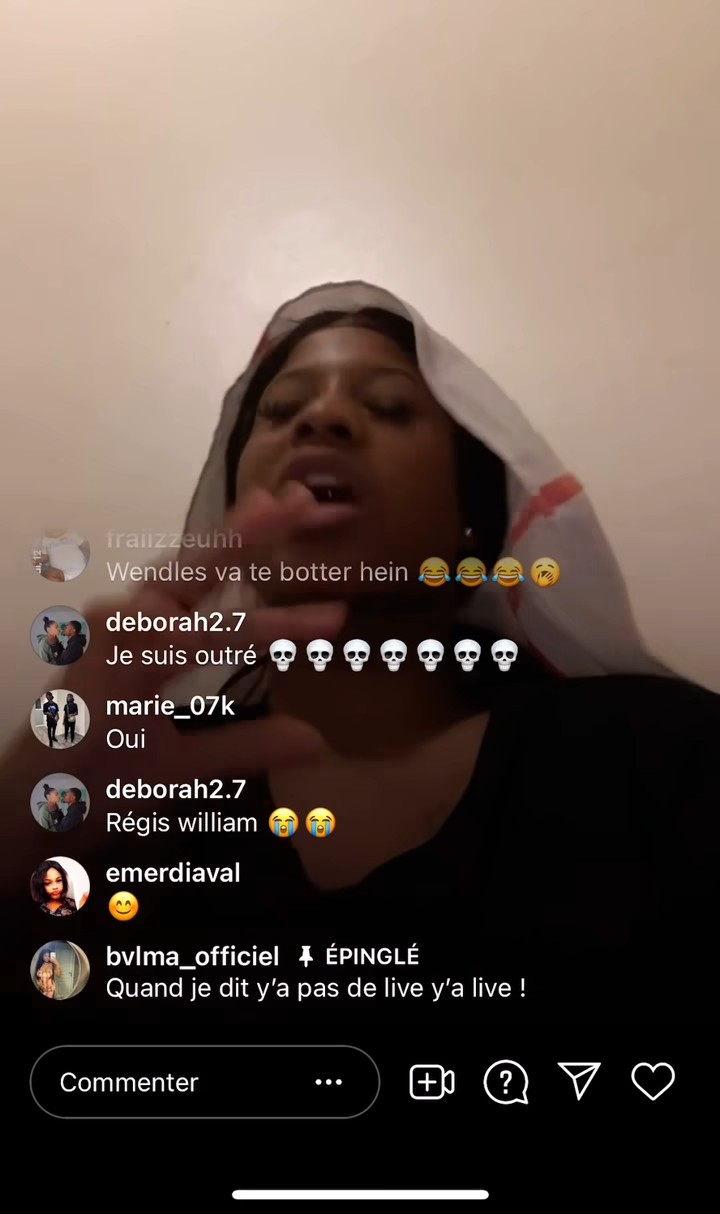 fraiizzeuhh
Wendles va te botter hein 😂😂😂🥱
deborah2.7
Je suis outré 💀💀💀💀💀💀💀
marie_07k
Oui
deborah2.7
Régis william 😭😭
emerdiaval
😊
bvlma_officiel ÉPINGLÉ
Quand je dit y’a pas de live y’a live !
Commenter